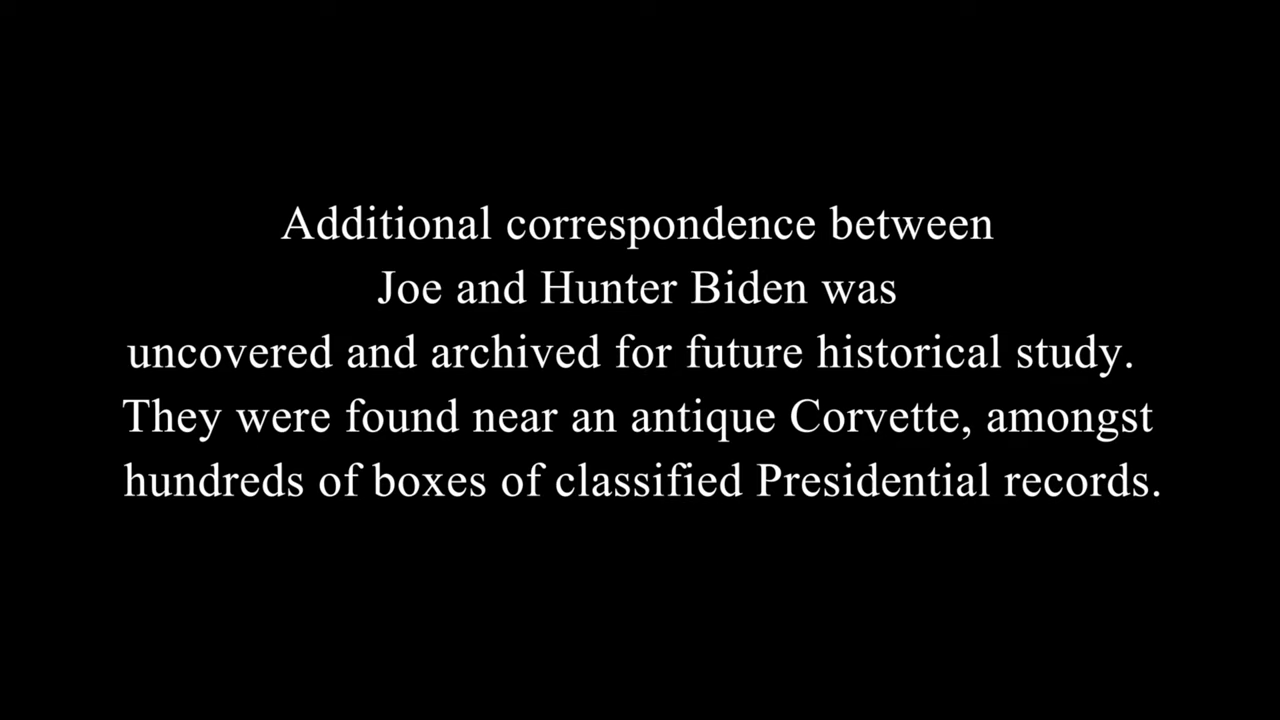 Additional correspondence between
Joe and Hunter Biden was
uncovered and archived for future historical study.
They were found near an antique Corvette, amongst
hundreds of boxes of classified Presidential records.